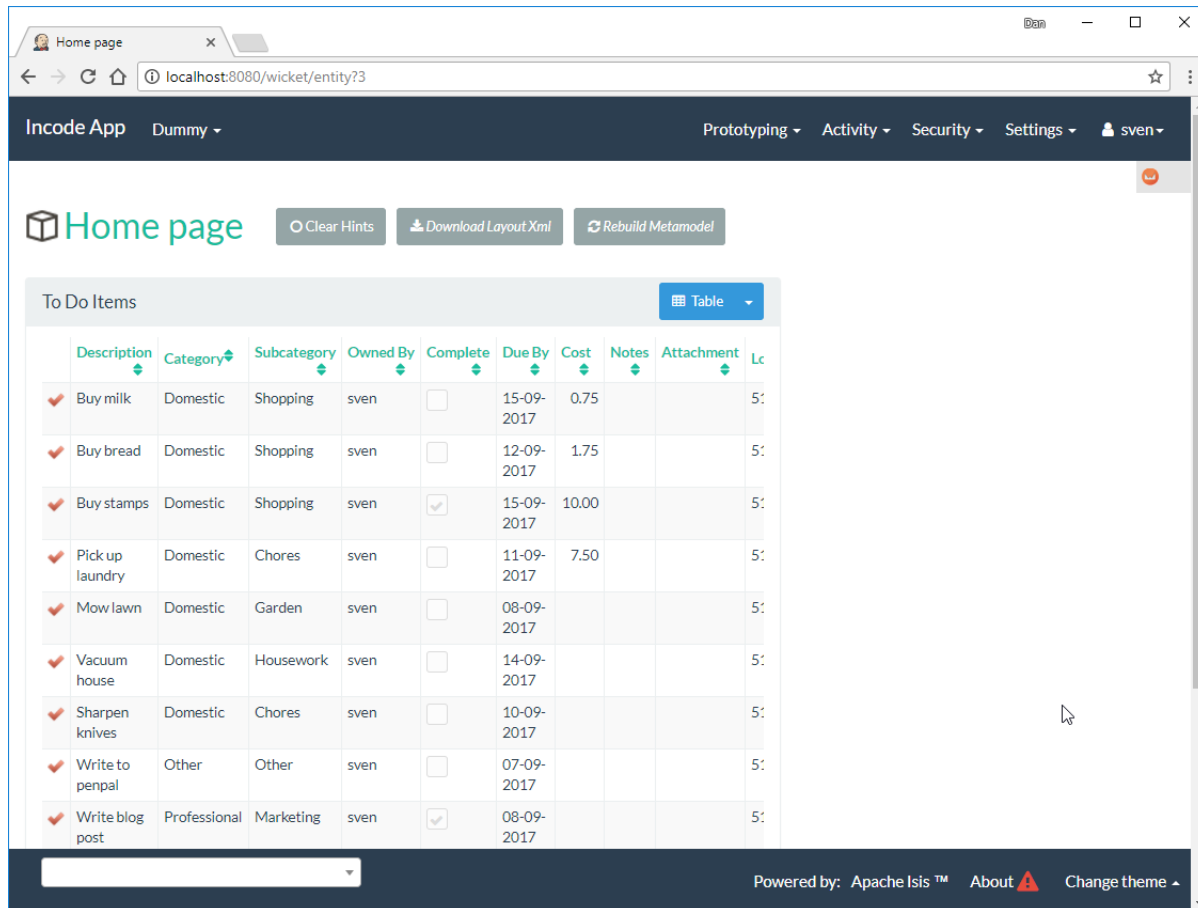 Dan
Home page
localhost:8080/wicket/entity?3
Incode App Dummy Prototyping Activity Security Settings sven
Home page Clear Hints Download Layout Xml Rebuild Metamodel
To Do Items Table
Description Category Subcategory Owned By Complete Due By Cost Notes Attachment
Buy milk Domestic Shopping sven 15-09- 0.75
2017
Buy bread Domestic Shopping sven 12-09- 1.75
2017
Buy stamps Domestic Shopping sven 15-09- 10.00
2017
Pick up Domestic Chores sven 11-09- 7.50
laundry 2017
Mow lawn Domestic Garden sven 08-09-
2017
Vacuum Domestic Housework sven 14-09-
house 2017
Sharpen Domestic Chores sven 10-09-
knives 2017
Write to Other Other sven 07-09-
penpal 2017
Write blog Professional Marketing sven 08-09-
post 2017
Powered by: Apache Isis ™ About Change theme